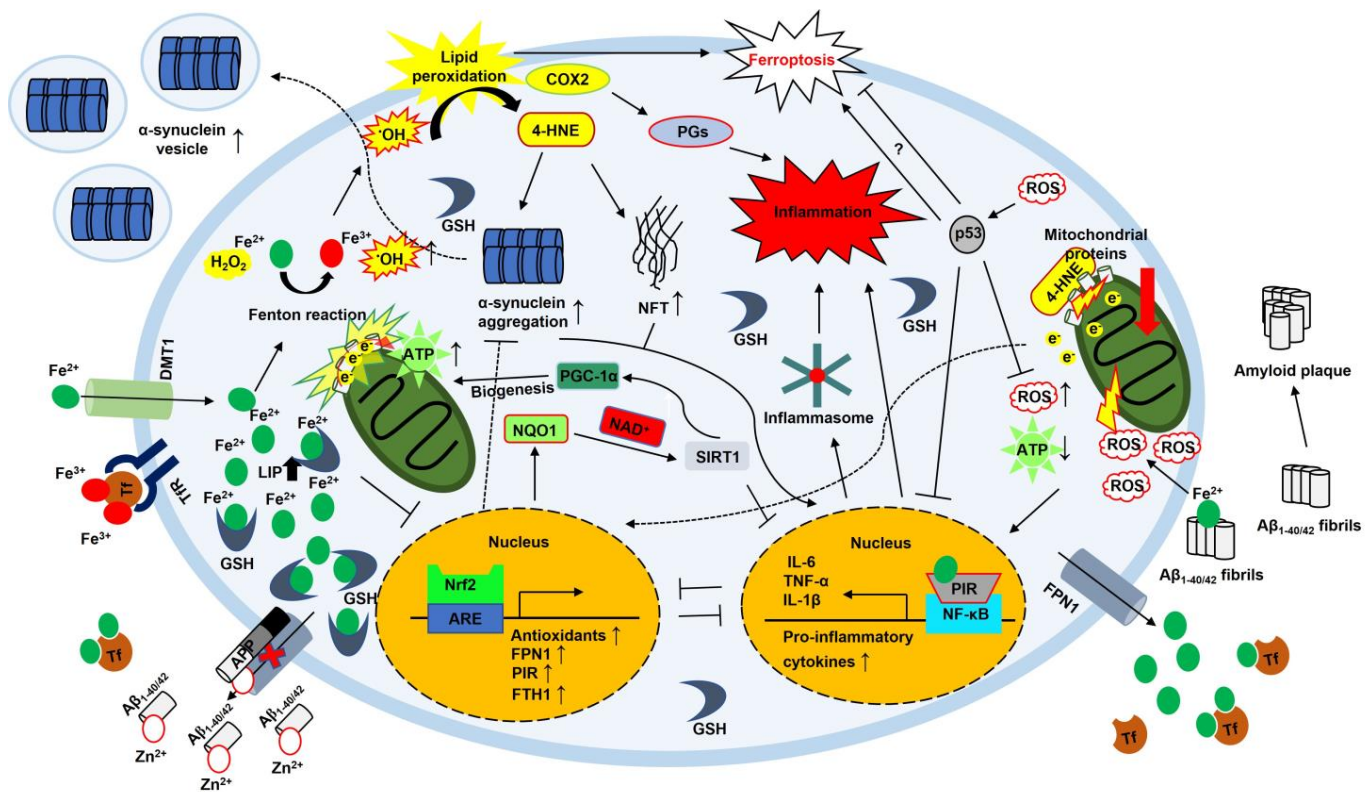 Lipid
peroxidation
COX2
Ferroptosis
α-synuclein
vesicle ↑
•OH
4-HNE
PGs
?
ROS
GSH
Inflammation
p53
Mitochondrial
proteins
Fe2+
Fe3+
H2O2
•OH ↑
4-HNE
e-
e-
e-
e-
Fenton reaction
α-synuclein ↑
aggregation
NFT ↑
GSH
GSH
DMT1
Fe2+
e-
e-
e-
ATP ↑
Biogenesis
PGC-1α
Inflammasome
ROS ↑
Amyloid plaque
Fe2+
Fe2+
Fe2+
LIP
NQO1
NAD+
SIRT1
ATP ↓
ROS
ROS
ROS
Fe3+
Tf
TfR
Fe3+
Fe2+
Fe2+
Fe2+
Aβ1-40/42 fibrils
GSH
Aβ1-40/42 fibrils
Nucleus
Nrf2
ARE
Antioxidants ↑
FPN1 ↑
PIR ↑
FTH1 ↑
Nucleus
IL-6
TNF-α
IL-1β
PIR
NF-κB
Pro-inflammatory
cytokines ↑
FPN1
GSH
Tf
APP
Aβ1-40/42
Zn2+
Aβ1-40/42
Zn2+
Aβ1-40/42
Zn2+
GSH
Tf
Tf
Tf